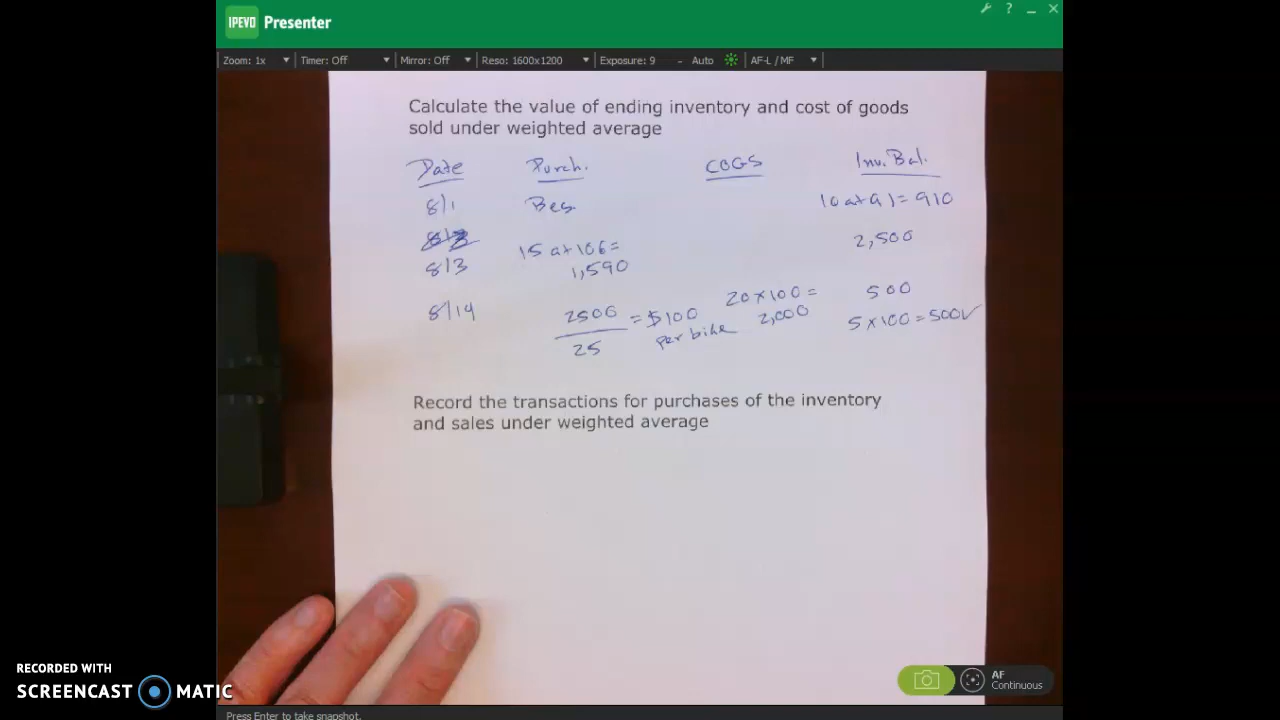 IPEVO Presenter
Zoom: 1x Timer: Off Mirror: Off Reso: 1600x1200 Exposure: 9 - Auto AF-L / MF
Calculate the value of ending inventory and cost of goods
sold under weighted average
Date Purch. COGS Inv. Bal.
8/1 Beg. 10 at 91 = 910
8/3 15 at 106 = 2,500
1,590
8/14 2500 = $100 20 x 100 = 500
25 per bike 2,000 5 x 100 = 500 ✓
Record the transactions for purchases of the inventory
and sales under weighted average
AF
Continuous
RECORDED WITH
SCREENCAST MATIC
Press Enter to take snapshot.